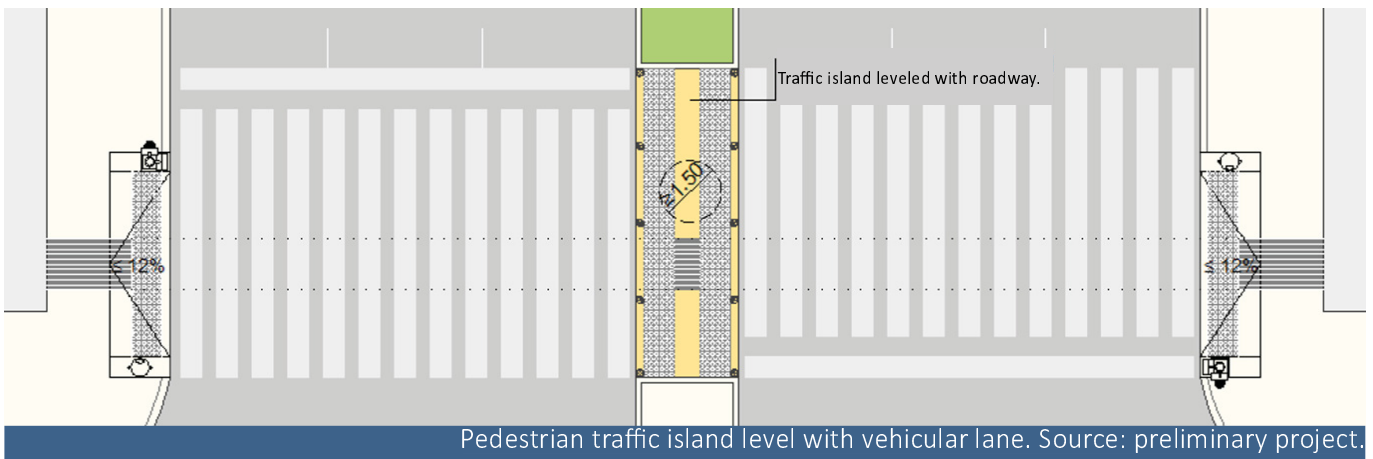 Traffic island leveled with roadway.
≥1.50
≤ 12%
≤ 12%
Pedestrian traffic island level with vehicular lane. Source: preliminary project.